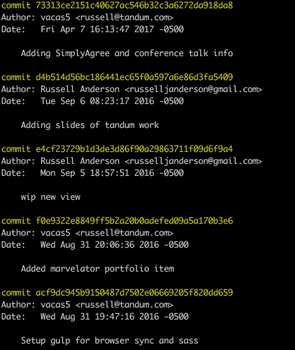 commit 73313ce2151c40627ac546b32c3a6272da918da8
Author: vacas5 <russell@tandum.com>
Date: Fri Apr 7 16:13:47 2017 -0500
Adding SimplyAgree and conference talk info
commit d4b514d56bc186441ec65f0a597a6e86d3fa5409
Author: Russell Anderson <russelljanderson@gmail.com>
Date: Tue Sep 6 08:23:17 2016 -0500
Adding slides of tandum work
commit e4cf23729b1d3de3d86f90a29863711f09d6f9a4
Author: Russell Anderson <russelljanderson@gmail.com>
Date: Mon Sep 5 18:57:51 2016 -0500
wip new view
commit f0e9322e8849ff5b2a20b0adefed09a5a170b3e6
Author: vacas5 <russell@tandum.com>
Date: Wed Aug 31 20:06:36 2016 -0500
Added marvelator portfolio item
commit acf9dc945b9150487d7502e06669205f820dd659
Author: vacas5 <russell@tandum.com>
Date: Wed Aug 31 19:47:16 2016 -0500
Setup gulp for browser sync and sass